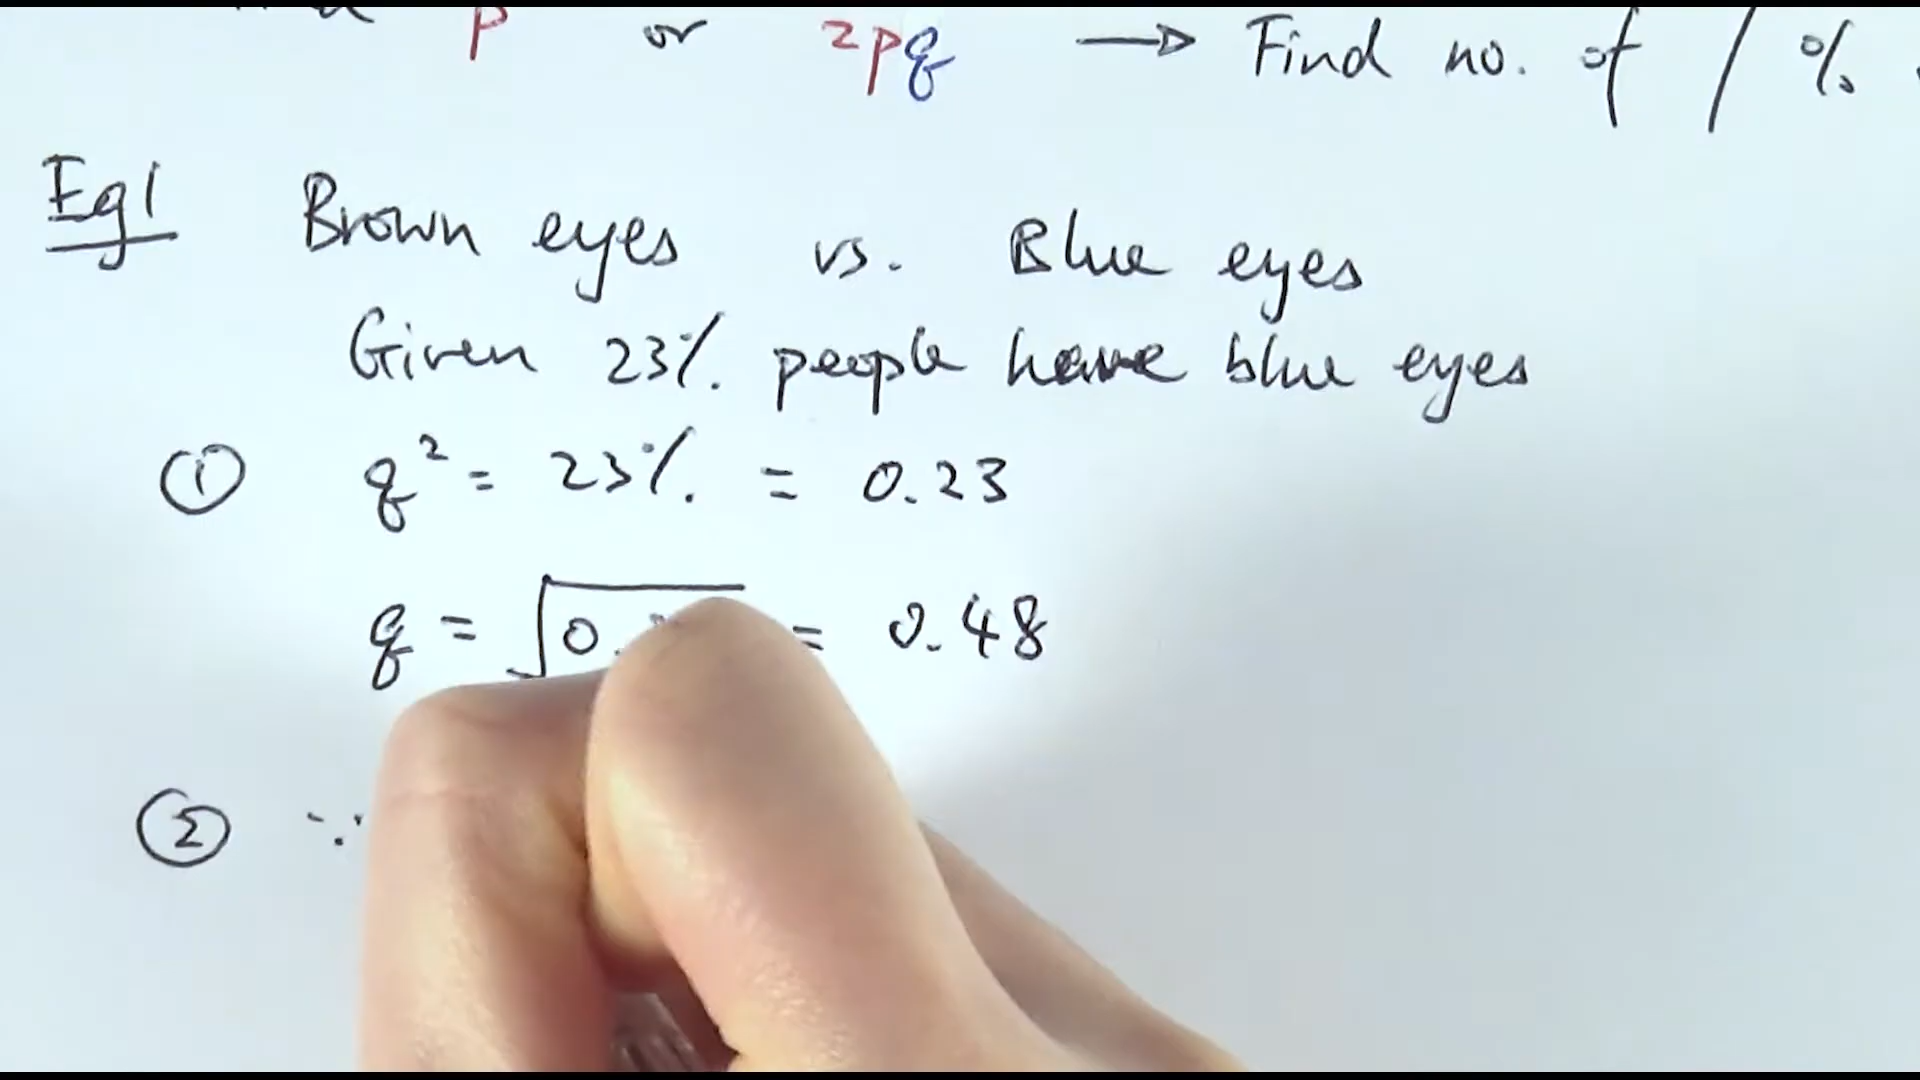 p or 2pq → Find no. of / %
Eg1 Brown eyes vs. Blue eyes
Given 23% people have blue eyes
① q² = 23% = 0.23
q = √0. = 0.48
② ∵